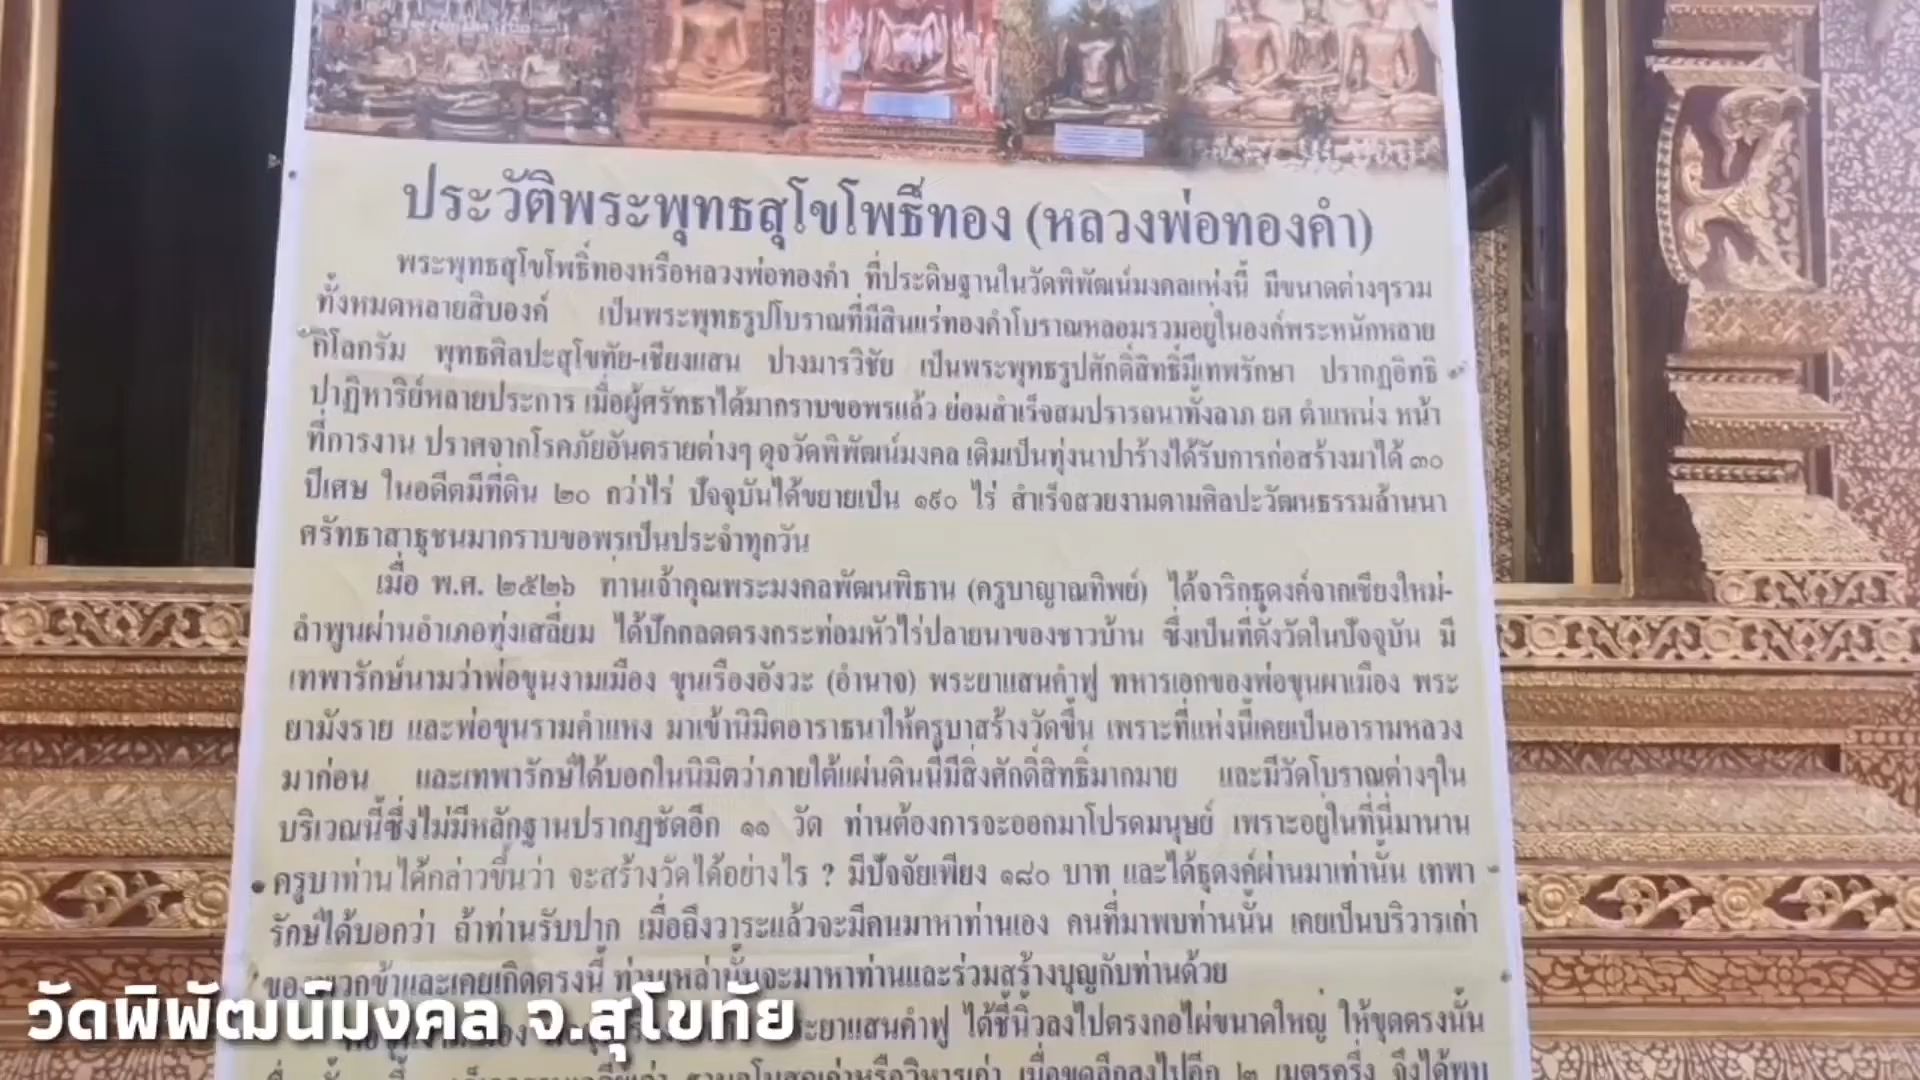 ประวัติพระพุทธสุโขโพธิ์ทอง (หลวงพ่อทองคำ)
พระพุทธสุโขโพธิ์ทองหรือหลวงพ่อทองคำ ที่ประดิษฐานในวัดพิพัฒน์มงคลแห่งนี้ มีขนาดต่างๆรวม
ทั้งหมดหลายสิบองค์ เป็นพระพุทธรูปโบราณที่มีสินแร่ทองคำโบราณหลอมรวมอยู่ในองค์พระหนักหลาย
กิโลกรัม พุทธศิลปะสุโขทัย-เชียงแสน ปางมารวิชัย เป็นพระพุทธรูปศักดิ์สิทธิ์มีเทพรักษา ปรากฏอิทธิ
ปาฏิหาริย์หลายประการ เมื่อผู้ศรัทธาได้มากราบขอพรแล้ว ย่อมสำเร็จสมปรารถนาทั้งลาภ ยศ ตำแหน่ง หน้า
ที่การงาน ปราศจากโรคภัยอันตรายต่างๆ ดุจวัดพิพัฒน์มงคล เดิมเป็นทุ่งนาป่าร้างได้รับการก่อสร้างมาได้ ๓๐
ปีเศษ ในอดีตมีที่ดิน ๒๐ กว่าไร่ ปัจจุบันได้ขยายเป็น ๑๙๐ ไร่ สำเร็จสวยงามตามศิลปะวัฒนธรรมล้านนา
ศรัทธาสาธุชนมากราบขอพรเป็นประจำทุกวัน
เมื่อ พ.ศ. ๒๕๒๖ ท่านเจ้าคุณพระมงคลพัฒนพิธาน (ครูบาญาณทิพย์) ได้จาริกธุดงค์จากเชียงใหม่-
ลำพูนผ่านอำเภอทุ่งเสลี่ยม ได้ปักกลดตรงกระท่อมหัวไร่ปลายนาของชาวบ้าน ซึ่งเป็นที่ตั้งวัดในปัจจุบัน มี
เทพารักษ์นามว่าพ่อขุนงามเมือง ขุนเรืองอังวะ (อำนาจ) พระยาแสนคำฟู ทหารเอกของพ่อขุนผาเมือง พระ
ยามังราย และพ่อขุนรามคำแหง มาเข้านิมิตอาราธนาให้ครูบาสร้างวัดขึ้น เพราะที่แห่งนี้เคยเป็นอารามหลวง
มาก่อน และเทพารักษ์ได้บอกในนิมิตว่าภายใต้แผ่นดินนี้มีสิ่งศักดิ์สิทธิ์มากมาย และมีวัดโบราณต่างๆใน
บริเวณนี้ซึ่งไม่มีหลักฐานปรากฏชัดอีก ๑๑ วัด ท่านต้องการจะออกมาโปรดมนุษย์ เพราะอยู่ในที่นี่มานาน
ครูบาท่านได้กล่าวขึ้นว่า จะสร้างวัดได้อย่างไร ? มีปัจจัยเพียง ๑๘๐ บาท และได้ธุดงค์ผ่านมาเท่านั้น เทพา
รักษ์ได้บอกว่า ถ้าท่านรับปาก เมื่อถึงวาระแล้วจะมีคนมาหาท่านเอง คนที่มาพบท่านนั้น เคยเป็นบริวารเก่า
ของพวกข้าและเคยเกิดตรงนี้ ท่านเหล่านั้นจะมาหาท่านและร่วมสร้างบุญกับท่านด้วย
ระยาแสนคำฟู ได้ชี้นิ้วลงไปตรงกอไผ่ขนาดใหญ่ ให้ขุดตรงนั้น
เมื่อขุดลึกลงไปอีก ๒ เมตรครึ่ง จึงได้พบ
วัดพิพัฒน์มงคล จ.สุโขทัย